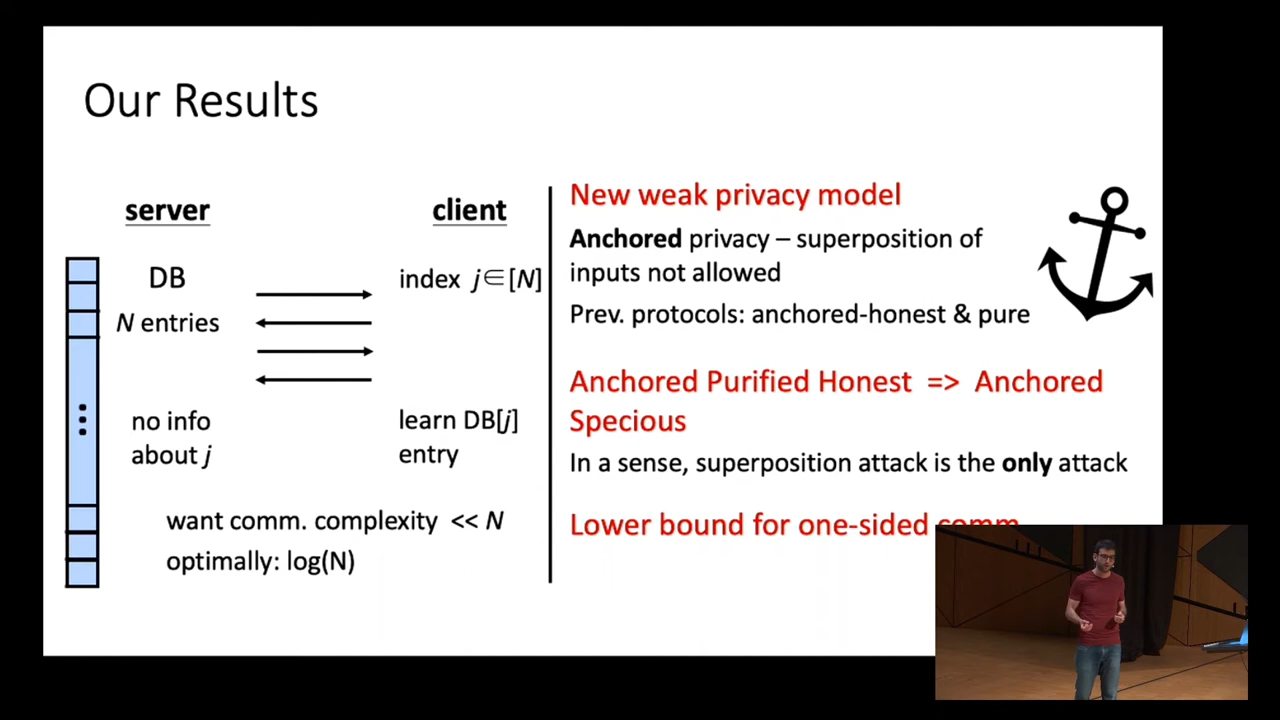 Our Results
server
client
DB
index j∈[N]
N entries
no info
about j
learn DB[j]
entry
want comm. complexity << N
optimally: log(N)
New weak privacy model
Anchored privacy – superposition of
inputs not allowed
Prev. protocols: anchored-honest & pure
Anchored Purified Honest => Anchored
Specious
In a sense, superposition attack is the only attack
Lower bound for one-sided comm